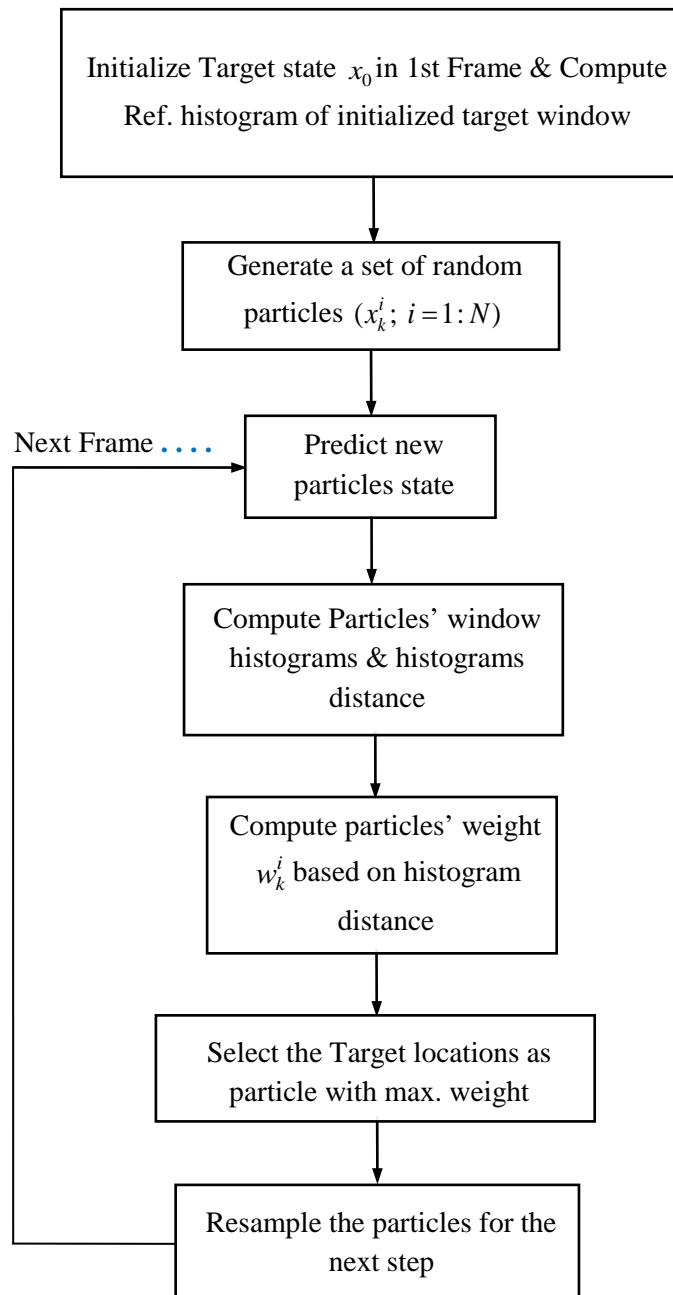 Initialize Target state x₀ in 1st Frame & Compute
Ref. histogram of initialized target window
Generate a set of random
particles (xₖⁱ; i=1:N)
Next Frame ....
Predict new
particles state
Compute Particles’ window
histograms & histograms
distance
Compute particles’ weight
wₖⁱ based on histogram
distance
Select the Target locations as
particle with max. weight
Resample the particles for the
next step